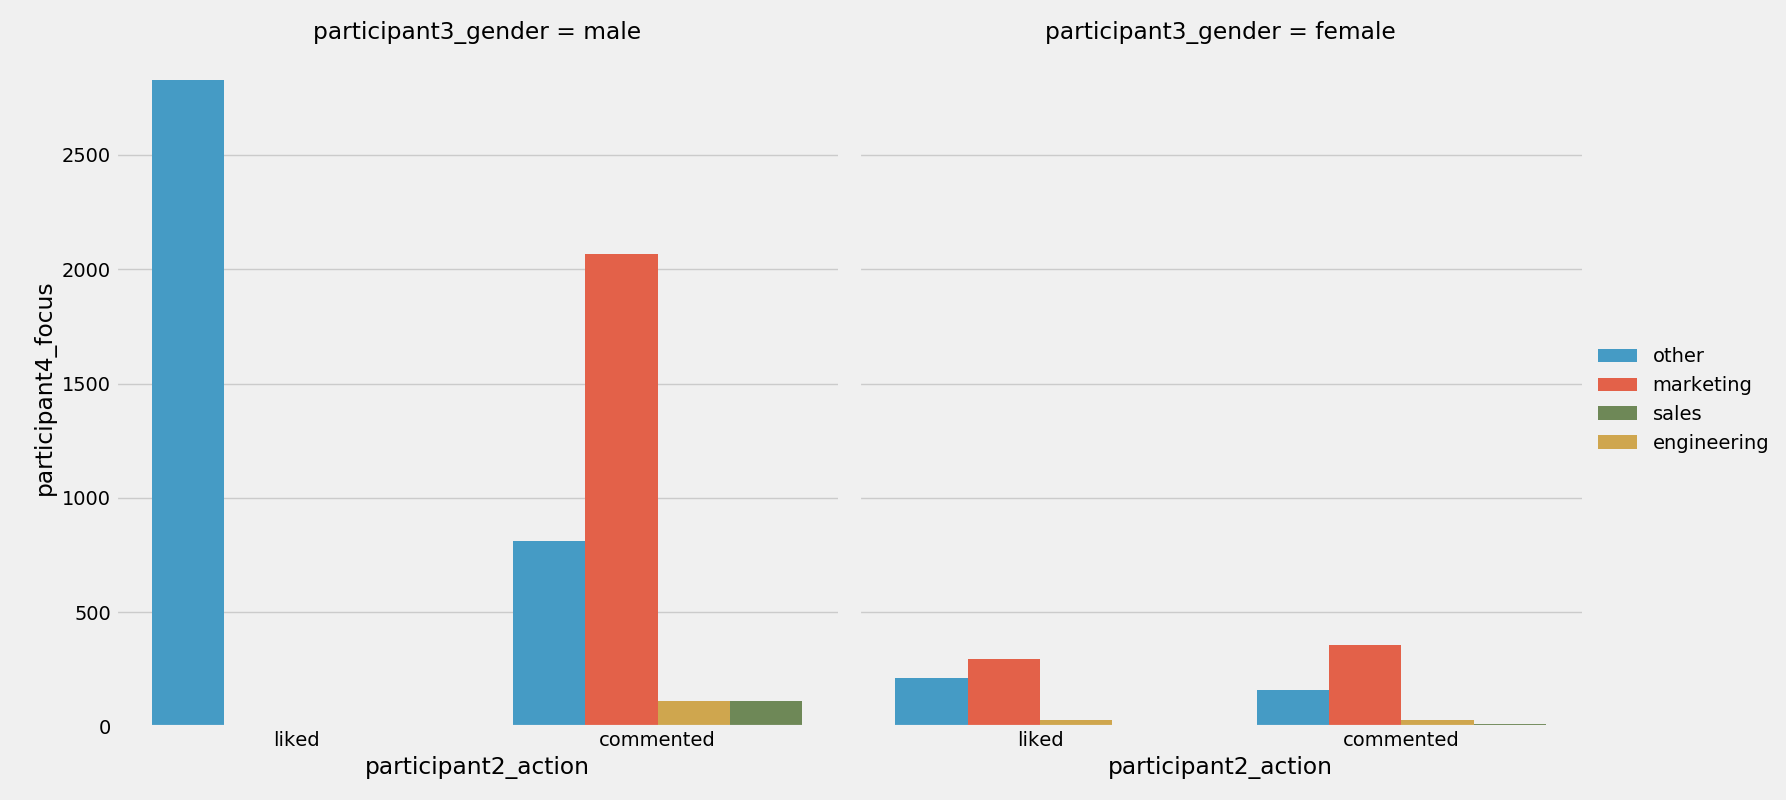 participant3_gender = male
participant3_gender = female
participant4_focus
2500
2000
1500
1000
500
0
liked
commented
liked
commented
participant2_action
participant2_action
other
marketing
sales
engineering